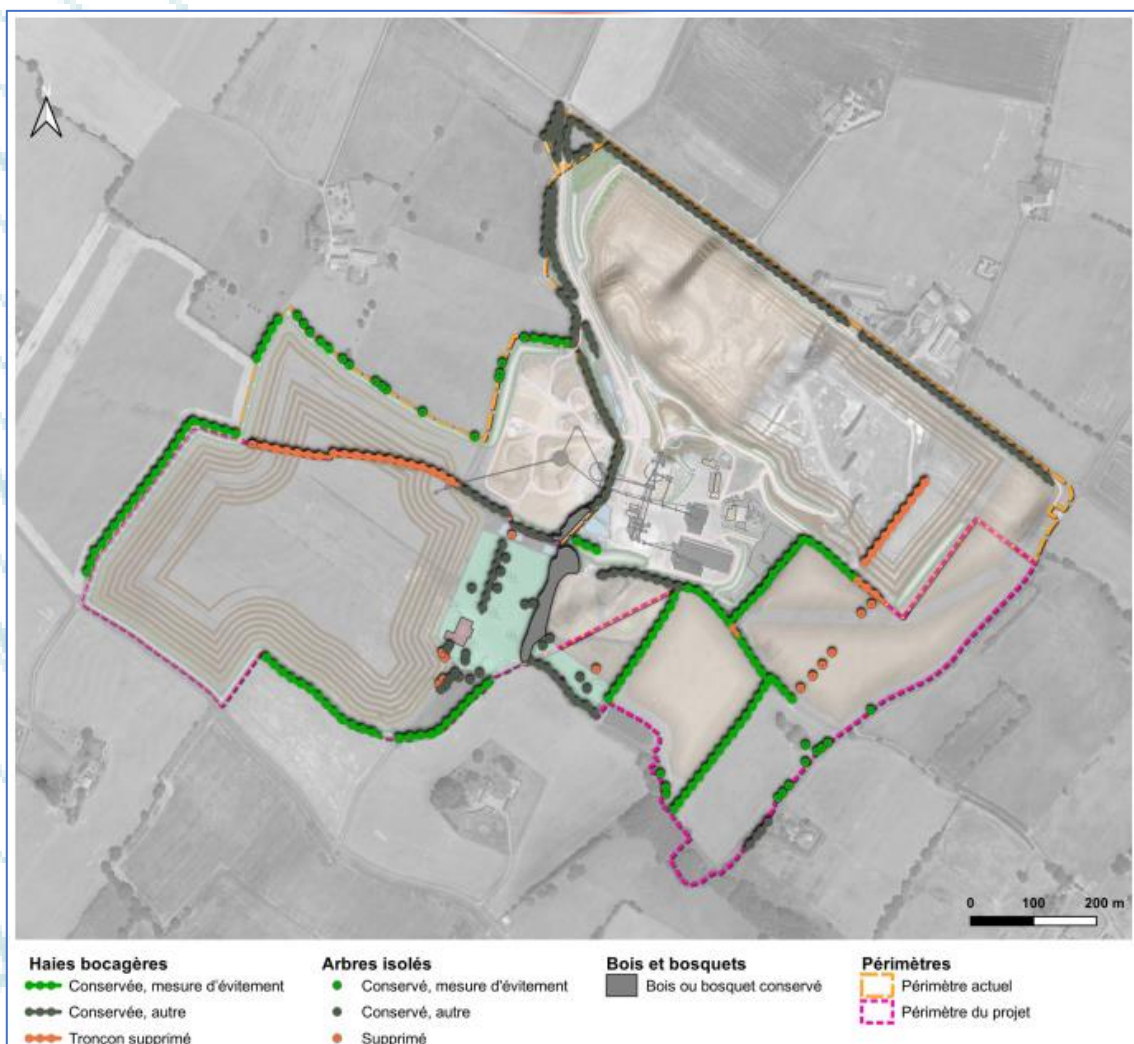 0 100 200 m
Haies bocagères
Conservée, mesure d'évitement
Conservée, autre
Tronçon supprimé
Arbres isolés
Conservé, mesure d'évitement
Conservé, autre
Supprimé
Bois et bosquets
Bois ou bosquet conservé
Périmètres
Périmètre actuel
Périmètre du projet